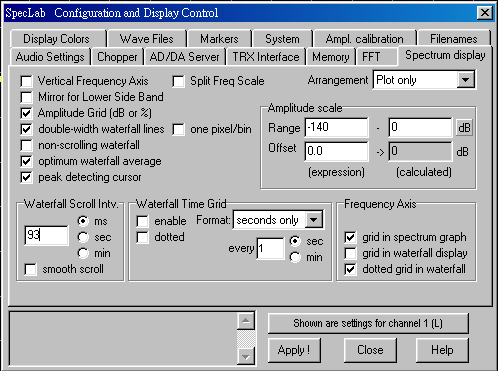 SpecLab Configuration and Display Control
Display Colors Wave Files Markers System Ampl. calibration Filenames
Audio Settings Chopper AD/DA Server TRX Interface Memory FFT Spectrum display
Vertical Frequency Axis Split Freq Scale Arrangement Plot only
Mirror for Lower Side Band
Amplitude Grid (dB or %)
double-width waterfall lines one pixel/bin
non-scrolling waterfall
optimum waterfall average
peak detecting cursor
Amplitude scale
Range -140 - 0 dB
Offset 0.0 -> 0 dB
(expression) (calculated)
Waterfall Scroll Intv.
93 ms
sec
min
smooth scroll
Waterfall Time Grid
enable Format: seconds only
dotted
every 1 sec
min
Frequency Axis
grid in spectrum graph
grid in waterfall display
dotted grid in waterfall
Shown are settings for channel 1 (L)
Apply ! Close Help